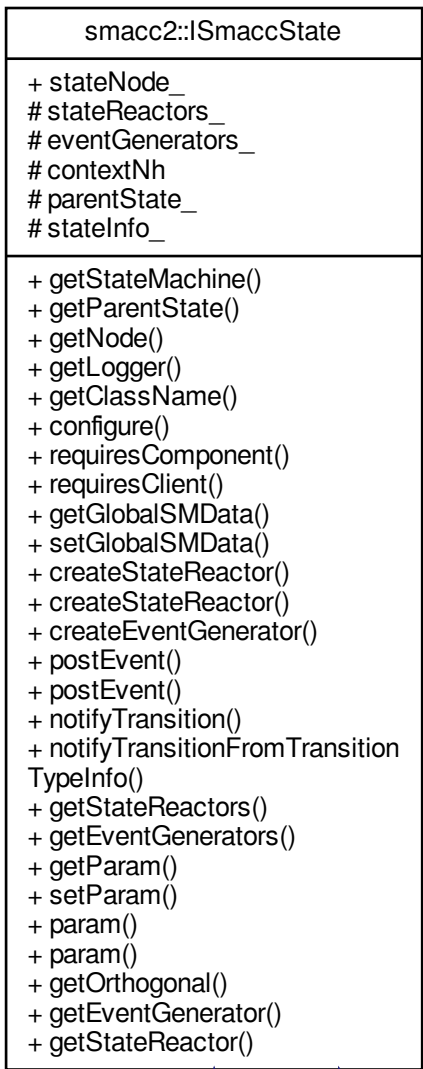 smacc2::ISmaccState
+ stateNode_
# stateReactors_
# eventGenerators_
# contextNh
# parentState_
# stateInfo_
+ getStateMachine()
+ getParentState()
+ getNode()
+ getLogger()
+ getClassName()
+ configure()
+ requiresComponent()
+ requiresClient()
+ getGlobalSMData()
+ setGlobalSMData()
+ createStateReactor()
+ createStateReactor()
+ createEventGenerator()
+ postEvent()
+ postEvent()
+ notifyTransition()
+ notifyTransitionFromTransition
TypeInfo()
+ getStateReactors()
+ getEventGenerators()
+ getParam()
+ setParam()
+ param()
+ param()
+ getOrthogonal()
+ getEventGenerator()
+ getStateReactor()